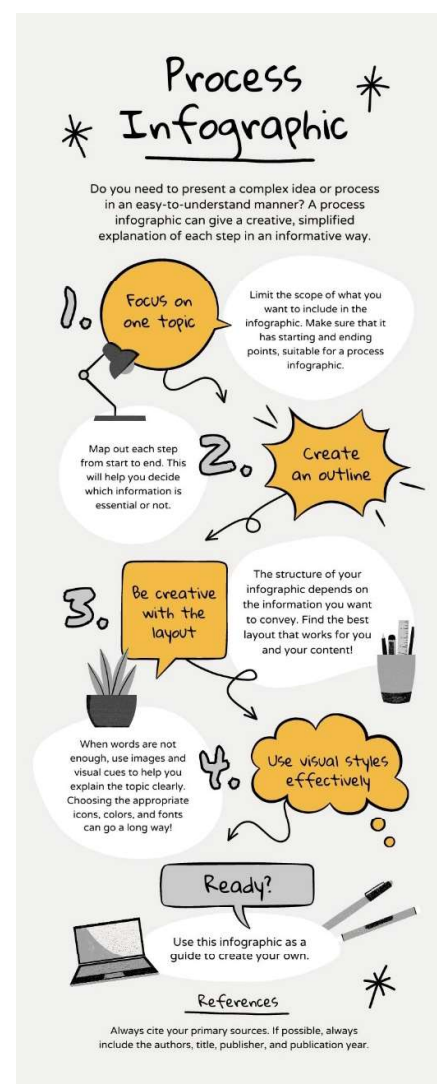 Process
Infographic
Do you need to present a complex idea or process
in an easy-to-understand manner? A process
infographic can give a creative, simplified
explanation of each step in an informative way.
1.
Focus on
one topic
Limit the scope of what you
want to include in the
infographic. Make sure that it
has starting and ending
points, suitable for a process
infographic.
2.
Create
an outline
Map out each step
from start to end. This
will help you decide
which information is
essential or not.
3.
Be creative
with the
layout
The structure of your
infographic depends on
the information you want
to convey. Find the best
layout that works for you
and your content!
4.
Use visual styles
effectively
When words are not
enough, use images and
visual cues to help you
explain the topic clearly.
Choosing the appropriate
icons, colors, and fonts
can go a long way!
Ready?
Use this infographic as a
guide to create your own.
References
Always cite your primary sources. If possible, always
include the authors, title, publisher, and publication year.